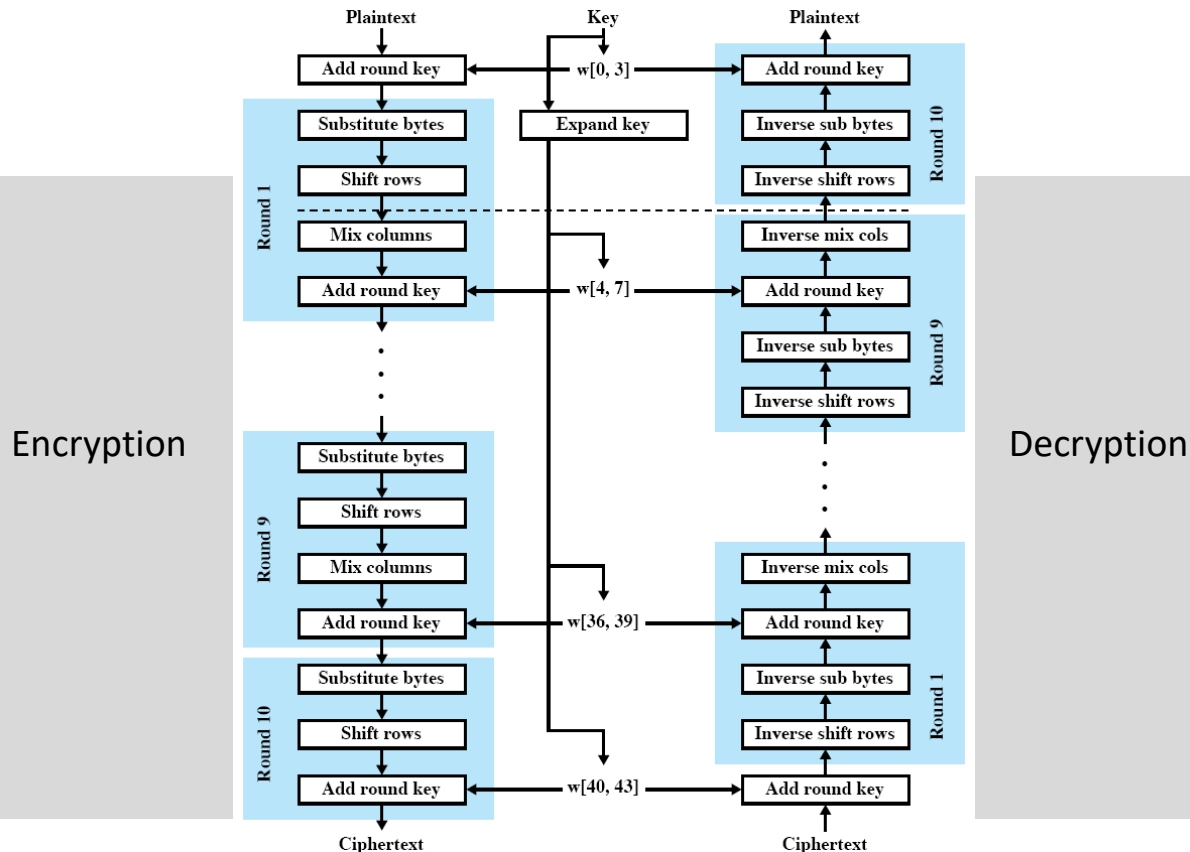 Plaintext
Key
Plaintext
Add round key
w[0, 3]
Add round key
Substitute bytes
Expand key
Inverse sub bytes
Shift rows
Inverse shift rows
Round 1
Round 10
Mix columns
Inverse mix cols
Add round key
w[4, 7]
Add round key
Inverse sub bytes
Round 9
Inverse shift rows
Encryption
Decryption
Substitute bytes
Shift rows
Round 9
Mix columns
Inverse mix cols
Add round key
w[36, 39]
Add round key
Substitute bytes
Inverse sub bytes
Round 1
Shift rows
Inverse shift rows
Round 10
Add round key
w[40, 43]
Add round key
Ciphertext
Ciphertext